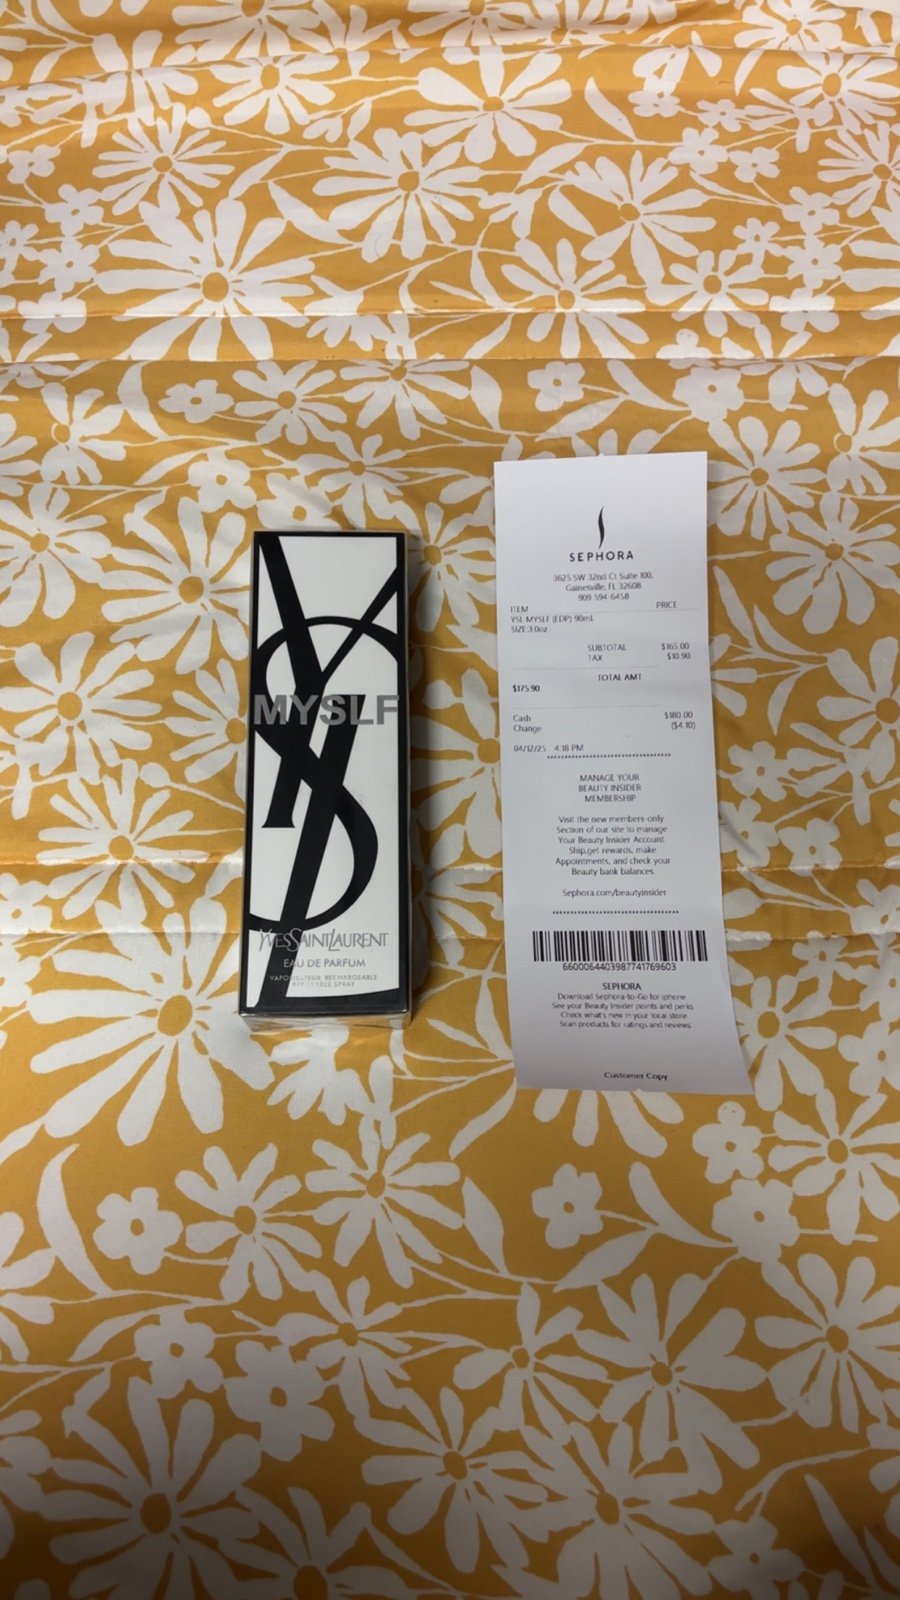 MYSLF
YVESSAINTLAURENT
EAU DE PARFUM
VAPORISATEUR RECHARGEABLE
REFILLABLE SPRAY
SEPHORA
3625 SW 32nd Ct Suite 100,
Gainesville, FL 32608
909 594-6458
ITEM PRICE
YSL MYSLF (EDP) 90mL
SIZE:3.0oz
SUBTOTAL $165.00
TAX $10.90
TOTAL AMT
$175.90
Cash $180.00
Change ($4.10)
04/12/25 4:18 PM
MANAGE YOUR
BEAUTY INSIDER
MEMBERSHIP
Visit the new members-only
Section of our site to manage
Your Beauty Insider Account.
Ship,get rewards, make
Appointments, and check your
Beauty bank balances.
Sephora.com/beautyinsider
6600064403987741769603
SEPHORA
Download Sephora-to-Go for iphone
See your Beauty Insider points and perks
Check what's new in your local store
Scan products for ratings and reviews
Customer Copy